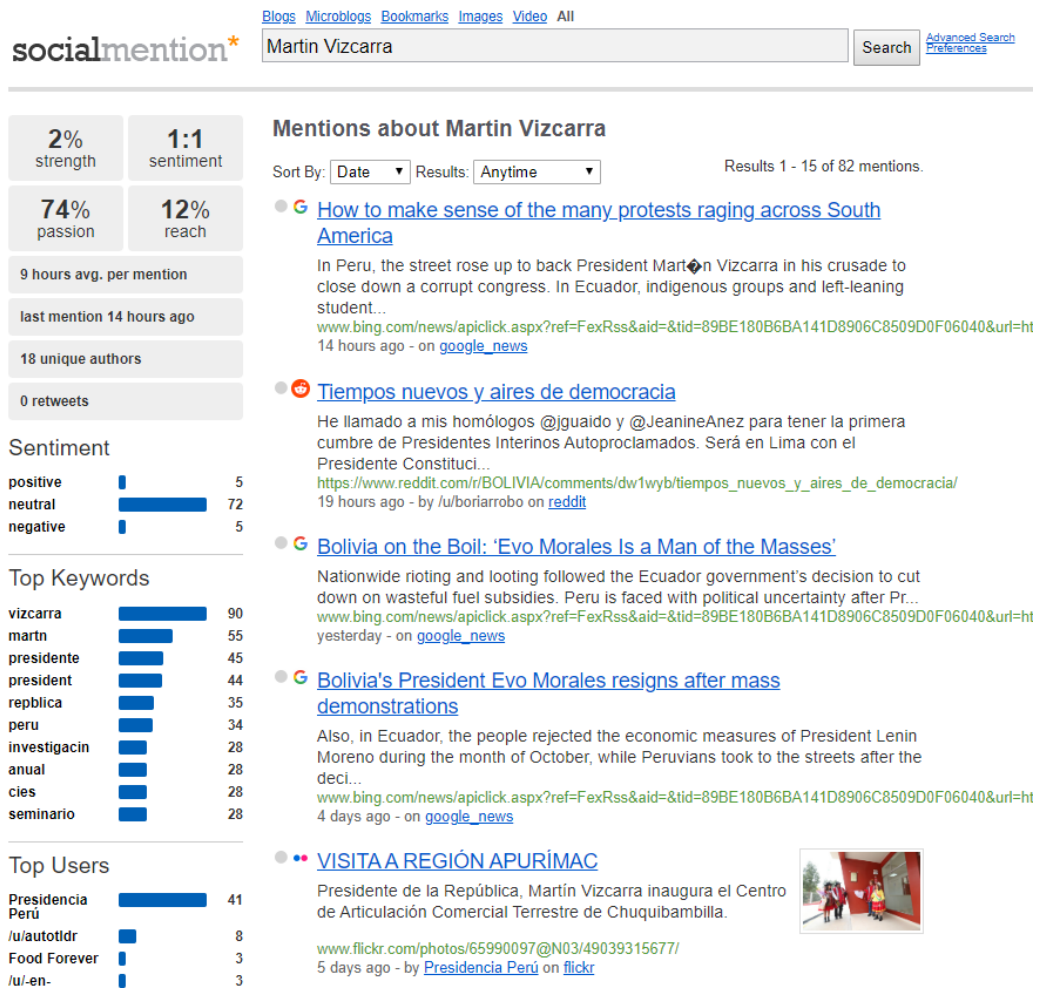 Blogs Microblogs Bookmarks Images Video All
socialmention*
Martin Vizcarra
Search
Advanced Search
Preferences
2%
strength
1:1
sentiment
74%
passion
12%
reach
9 hours avg. per mention
last mention 14 hours ago
18 unique authors
0 retweets
Sentiment
positive 5
neutral 72
negative 5
Top Keywords
vizcarra 90
martn 55
presidente 45
president 44
repblica 35
peru 34
investigacin 28
anual 28
cies 28
seminario 28
Top Users
Presidencia
Perú 41
/u/autotldr 8
Food Forever 3
/u/-en- 3
Mentions about Martin Vizcarra
Sort By: Date Results: Anytime
Results 1 - 15 of 82 mentions.
How to make sense of the many protests raging across South
America
In Peru, the street rose up to back President Mart�n Vizcarra in his crusade to
close down a corrupt congress. In Ecuador, indigenous groups and left-leaning
student...
www.bing.com/news/apiclick.aspx?ref=FexRss&aid=&tid=89BE180B6BA141D8906C8509D0F06040&url=ht
14 hours ago - on google_news
Tiempos nuevos y aires de democracia
He llamado a mis homólogos @jguaido y @JeanineAnez para tener la primera
cumbre de Presidentes Interinos Autoproclamados. Será en Lima con el
Presidente Constituci...
https://www.reddit.com/r/BOLIVIA/comments/dw1wyb/tiempos_nuevos_y_aires_de_democracia/
19 hours ago - by /u/boriarrobo on reddit
Bolivia on the Boil: ‘Evo Morales Is a Man of the Masses’
Nationwide rioting and looting followed the Ecuador government’s decision to cut
down on wasteful fuel subsidies. Peru is faced with political uncertainty after Pr...
www.bing.com/news/apiclick.aspx?ref=FexRss&aid=&tid=89BE180B6BA141D8906C8509D0F06040&url=ht
yesterday - on google_news
Bolivia's President Evo Morales resigns after mass
demonstrations
Also, in Ecuador, the people rejected the economic measures of President Lenin
Moreno during the month of October, while Peruvians took to the streets after the
deci...
www.bing.com/news/apiclick.aspx?ref=FexRss&aid=&tid=89BE180B6BA141D8906C8509D0F06040&url=ht
4 days ago - on google_news
VISITA A REGIÓN APURÍMAC
Presidente de la República, Martín Vizcarra inaugura el Centro
de Articulación Comercial Terrestre de Chuquibambilla.
www.flickr.com/photos/65990097@N03/49039315677/
5 days ago - by Presidencia Perú on flickr